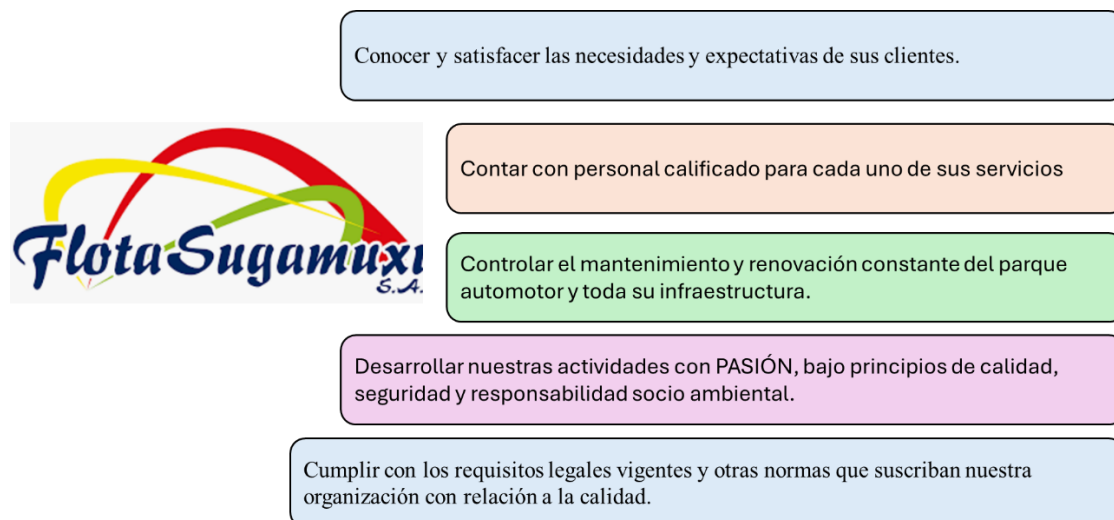 Conocer y satisfacer las necesidades y expectativas de sus clientes.
Contar con personal calificado para cada uno de sus servicios
FlotaSugamuxi
S.A.
Controlar el mantenimiento y renovación constante del parque
automotor y toda su infraestructura.
Desarrollar nuestras actividades con PASIÓN, bajo principios de calidad,
seguridad y responsabilidad socio ambiental.
Cumplir con los requisitos legales vigentes y otras normas que suscriban nuestra
organización con relación a la calidad.